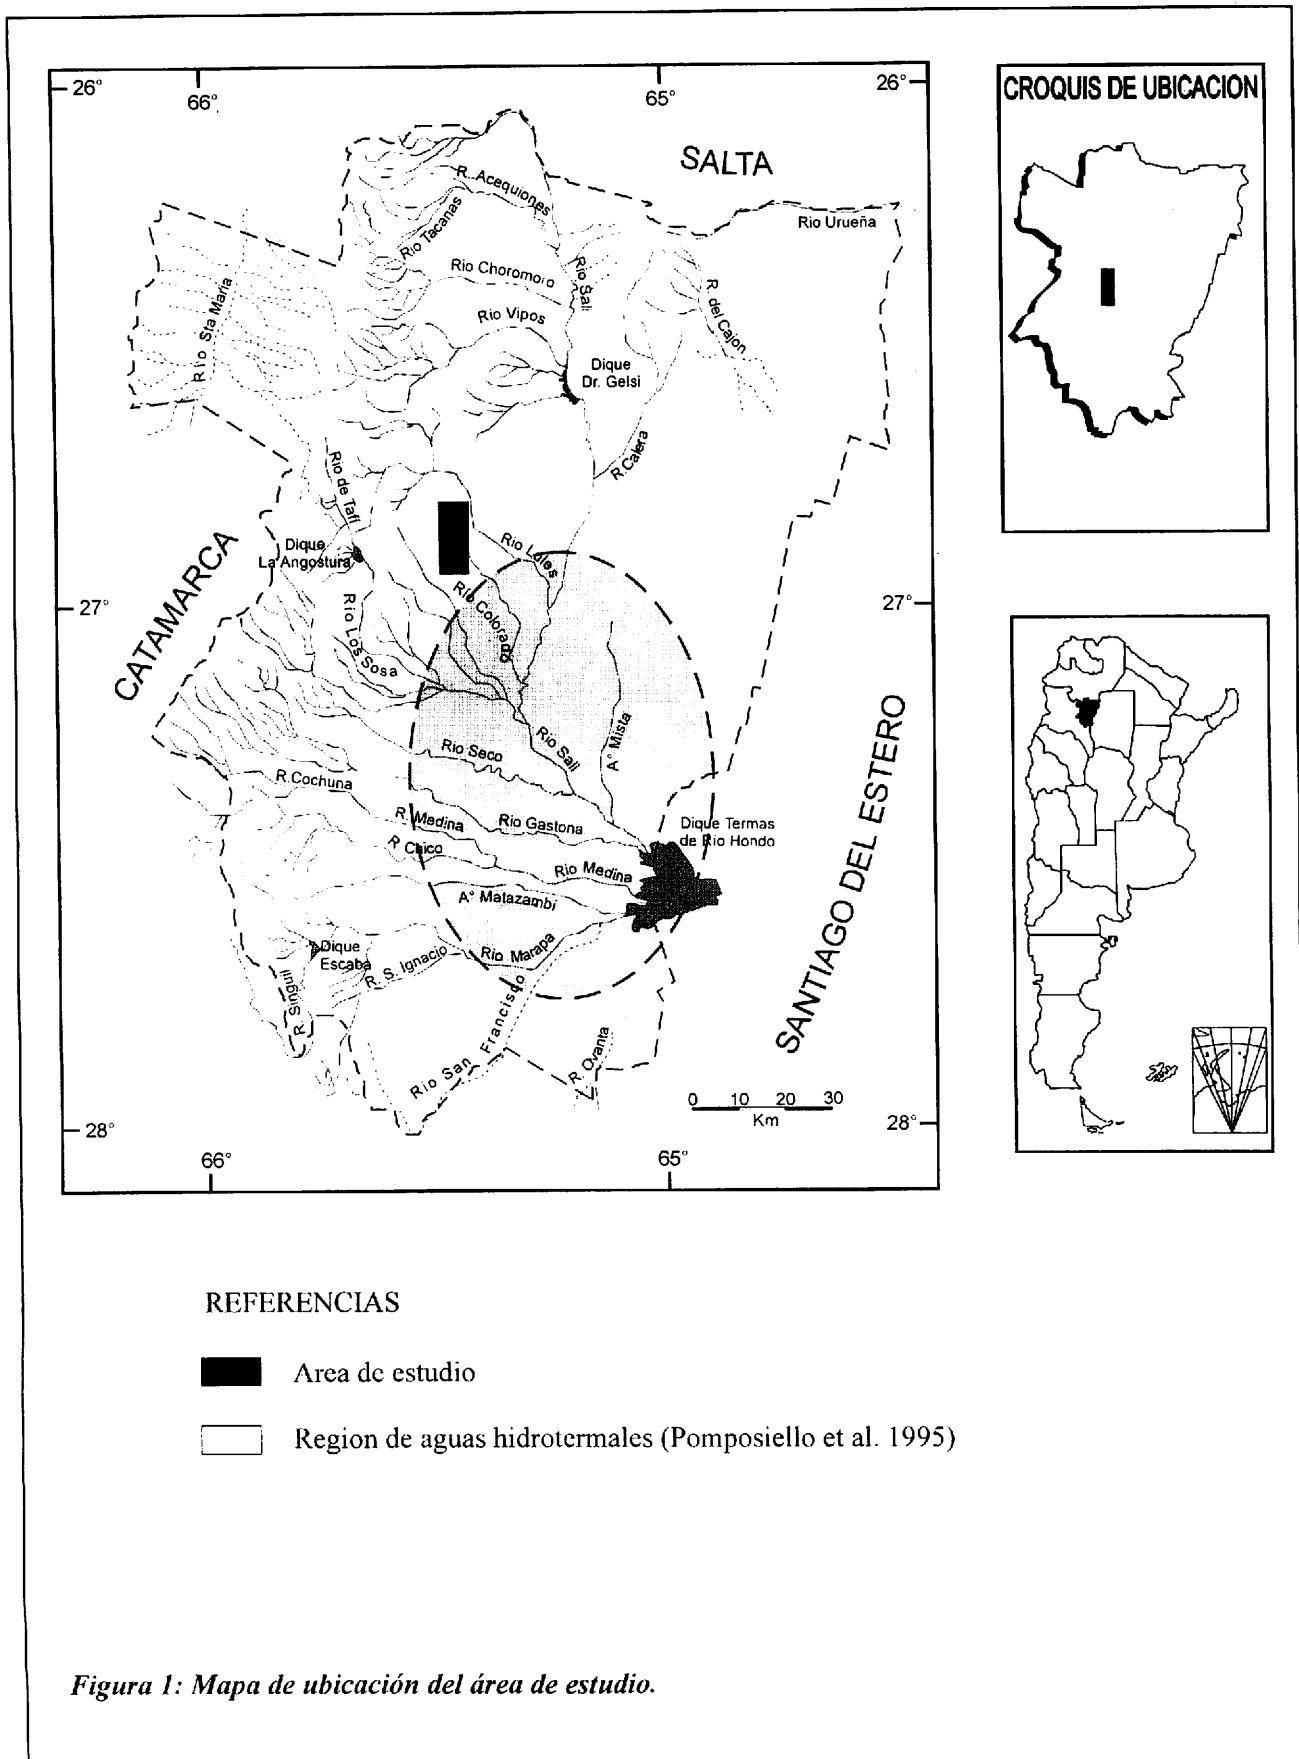 26°
66°
65°
26°
SALTA
R. Acequiones
Rio Tacanas
Rio Urueña
Rio Choromoro
Rio Sali
R. del Cajon
Rio Sta Maria
Rio Vipos
Dique
Dr. Gelsi
R. Calera
Rio de Tafi
Dique
La Angostura
Rio Lules
CATAMARCA
27°
27°
Rio Colorado
Rio Los Sosa
A° Mista
Rio Seco
Rio Sali
SANTIAGO DEL ESTERO
R. Cochuna
R. Medina
Rio Gastona
Dique Termas
de Rio Hondo
R. Chico
Rio Medina
A° Matazambi
Dique
Escaba
R. S. Ignacio
Rio Marapa
R. Singuil
Rio San Francisco
R. Ovanta
0 10 20 30
Km
28°
28°
66°
65°
CROQUIS DE UBICACION
REFERENCIAS
Area de estudio
Region de aguas hidrotermales (Pomposiello et al. 1995)
Figura 1: Mapa de ubicación del área de estudio.